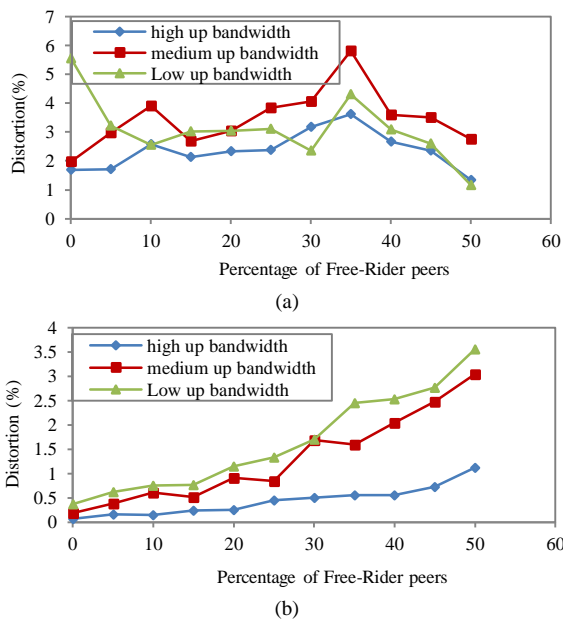 7
6
5
4
3
2
1
0
Distortion(%)
high up bandwidth
medium up bandwidth
Low up bandwidth
0 10 20 30 40 50 60
Percentage of Free-Rider peers
(a)
4
3.5
3
2.5
2
1.5
1
0.5
0
Distortion (%)
high up bandwidth
medium up bandwidth
Low up bandwidth
0 10 20 30 40 50 60
Percentage of Free-Rider peers
(b)